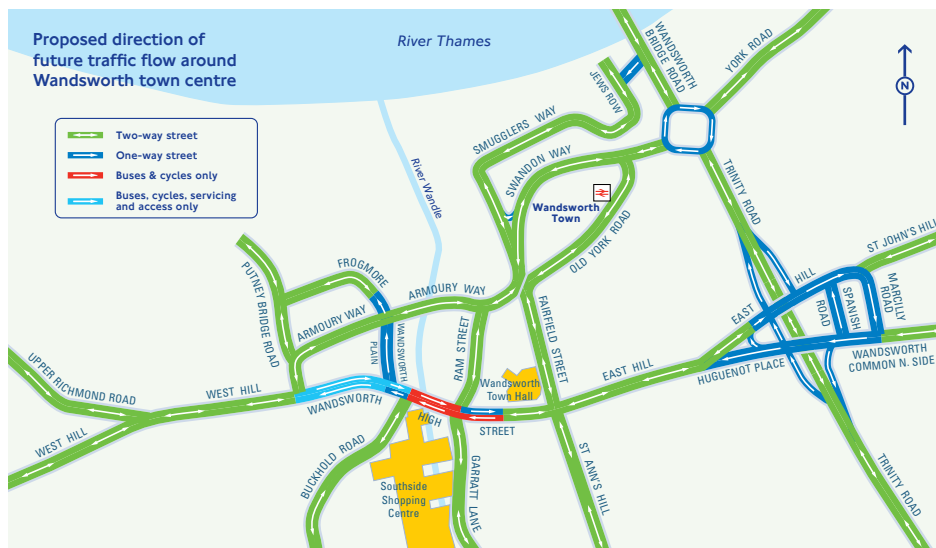 Proposed direction of
future traffic flow around
Wandsworth town centre
Two-way street
One-way street
Buses & cycles only
Buses, cycles, servicing
and access only
River Thames
N
WANDSWORTH
BRIDGE ROAD
YORK ROAD
JEWS ROW
SMUGGLERS WAY
SWANDON WAY
River Wandle
Wandsworth
Town
OLD YORK ROAD
TRINITY ROAD
ST JOHN'S HILL
PUTNEY BRIDGE ROAD
FROGMORE
ARMOURY WAY
ARMOURY WAY
WANDSWORTH
PLAIN
RAM STREET
FAIRFIELD STREET
EAST HILL
SPANISH
ROAD
MARCILLY
ROAD
WANDSWORTH
COMMON N. SIDE
HUGUENOT PLACE
EAST HILL
UPPER RICHMOND ROAD
WEST HILL
WEST HILL
WANDSWORTH
HIGH
STREET
Wandsworth
Town Hall
BUCKHOLD ROAD
Southside
Shopping
Centre
GARRATT LANE
ST ANN'S HILL
TRINITY ROAD